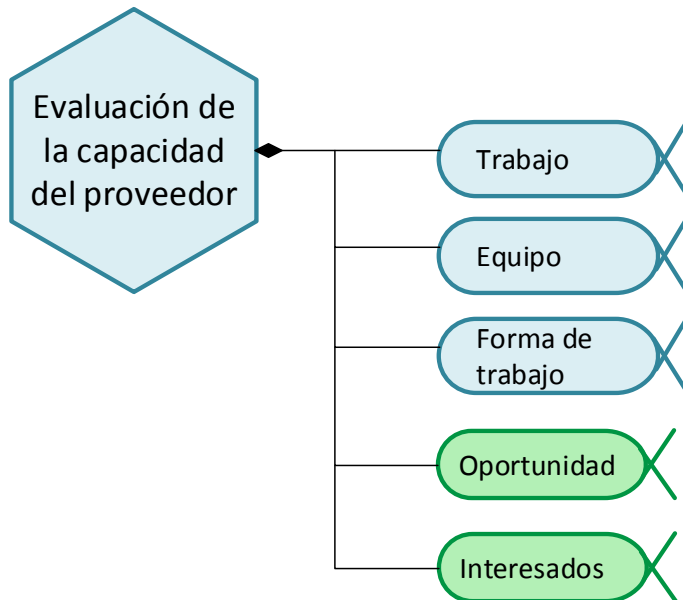 Evaluación de
la capacidad
del proveedor
Trabajo
Equipo
Forma de
trabajo
Oportunidad
Interesados